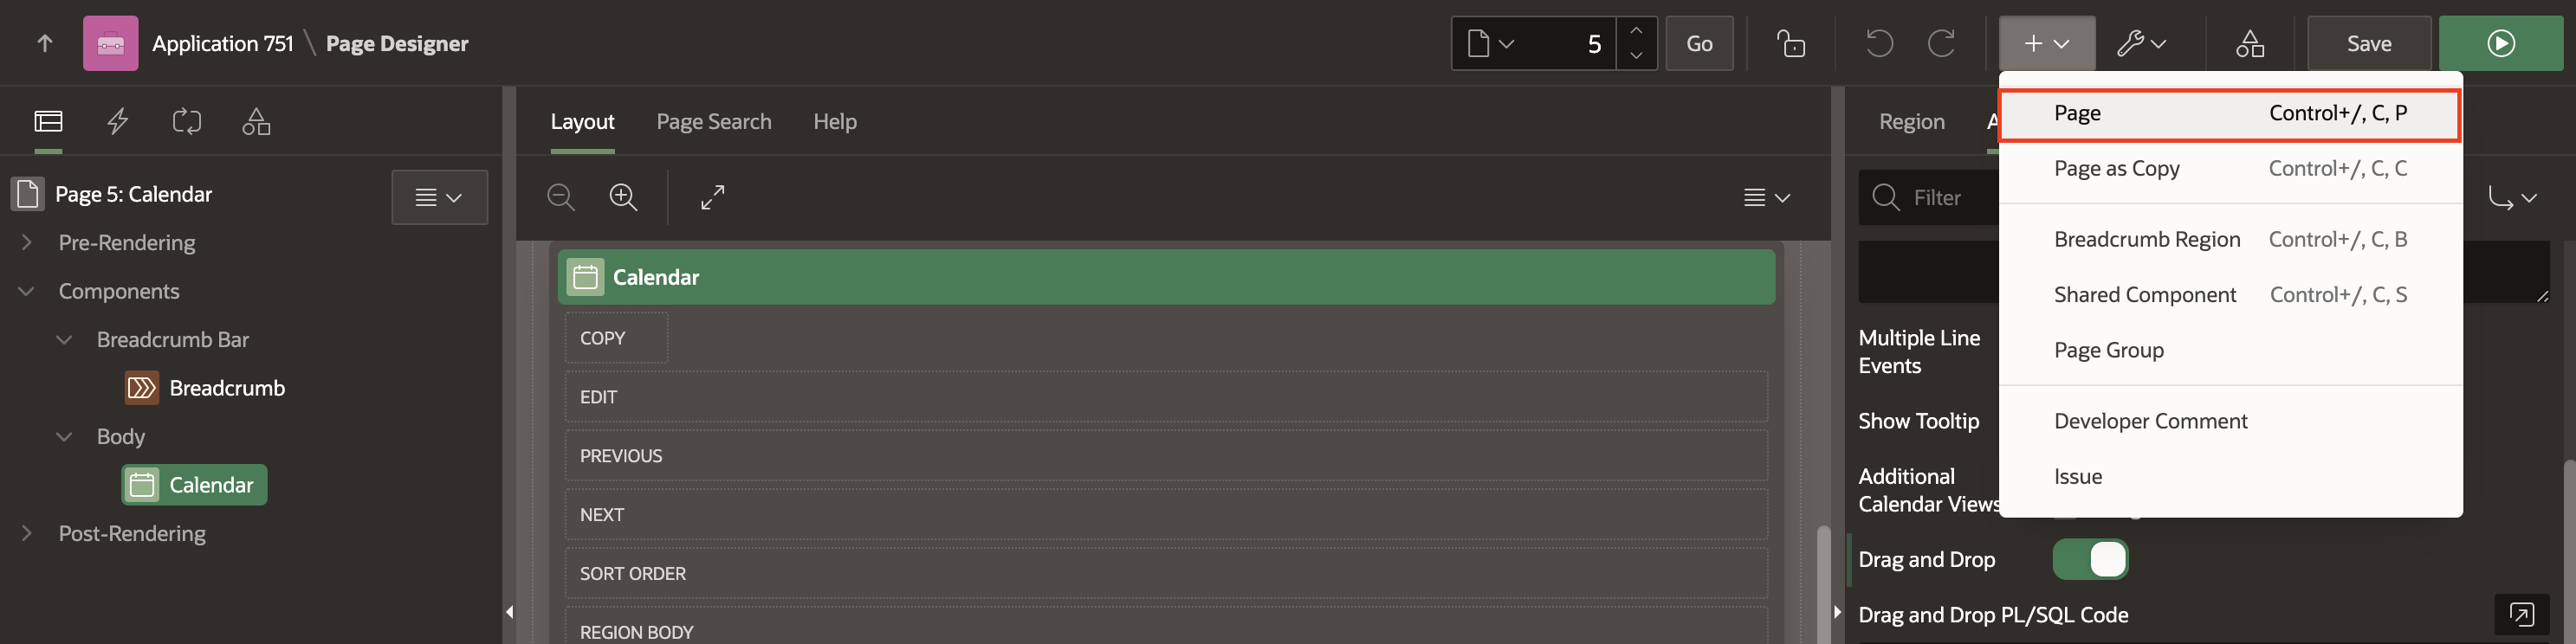 Application 751 \ Page Designer
5
Go
Save
Page 5: Calendar
Pre-Rendering
Components
Breadcrumb Bar
Breadcrumb
Body
Calendar
Post-Rendering
Layout
Page Search
Help
Calendar
COPY
EDIT
PREVIOUS
NEXT
SORT ORDER
REGION BODY
Region
A
Filter
Multiple Line
Events
Show Tooltip
Additional
Calendar Views
Drag and Drop
Drag and Drop PL/SQL Code
Page Control+/, C, P
Page as Copy Control+/, C, C
Breadcrumb Region Control+/, C, B
Shared Component Control+/, C, S
Page Group
Developer Comment
Issue